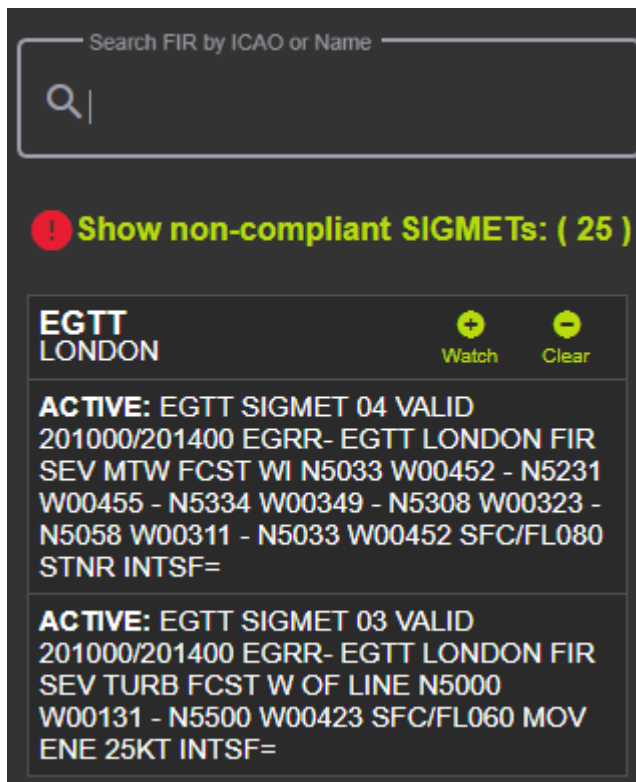 Search FIR by ICAO or Name
Show non-compliant SIGMETs: ( 25 )
EGTT
LONDON
Watch
Clear
ACTIVE: EGTT SIGMET 04 VALID
201000/201400 EGRR- EGTT LONDON FIR
SEV MTW FCST WI N5033 W00452 - N5231
W00455 - N5334 W00349 - N5308 W00323 -
N5058 W00311 - N5033 W00452 SFC/FL080
STNR INTSF=
ACTIVE: EGTT SIGMET 03 VALID
201000/201400 EGRR- EGTT LONDON FIR
SEV TURB FCST W OF LINE N5000
W00131 - N5500 W00423 SFC/FL060 MOV
ENE 25KT INTSF=